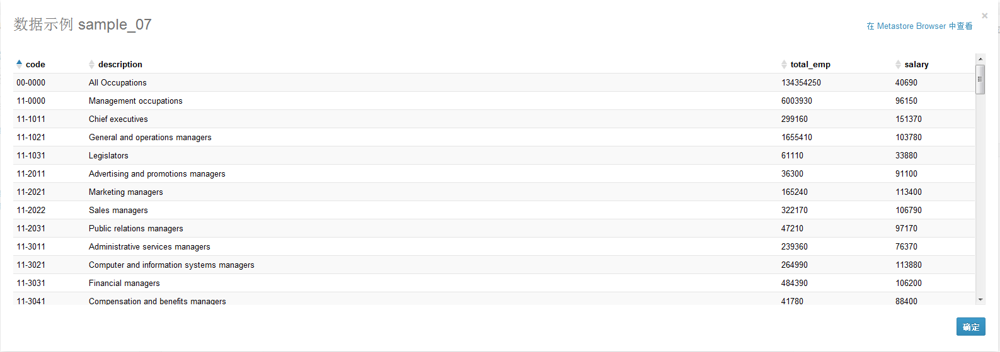 数据示例 sample_07
×
在 Metastore Browser 中查看
code description total_emp salary
00-0000 All Occupations 134354250 40690
11-0000 Management occupations 6003930 96150
11-1011 Chief executives 299160 151370
11-1021 General and operations managers 1655410 103780
11-1031 Legislators 61110 33880
11-2011 Advertising and promotions managers 36300 91100
11-2021 Marketing managers 165240 113400
11-2022 Sales managers 322170 106790
11-2031 Public relations managers 47210 97170
11-3011 Administrative services managers 239360 76370
11-3021 Computer and information systems managers 264990 113880
11-3031 Financial managers 484390 106200
11-3041 Compensation and benefits managers 41780 88400
确定